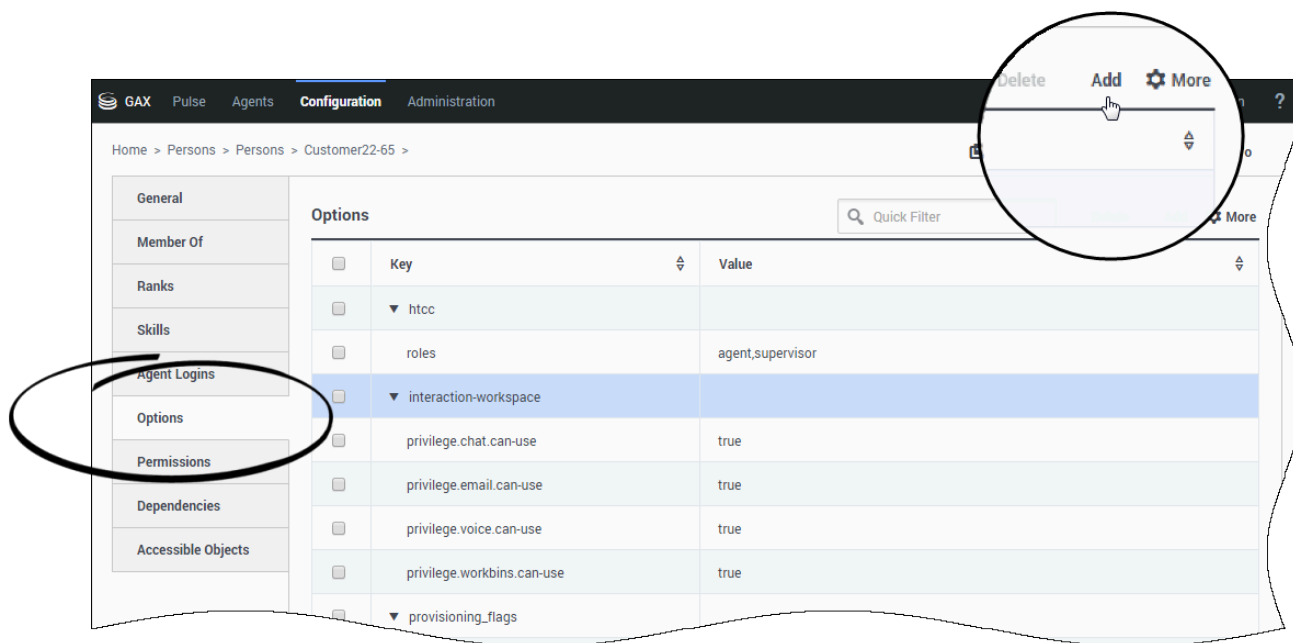 Delete Add More
GAX Pulse Agents Configuration Administration ?
Home > Persons > Persons > Customer22-65 >
General
Member Of
Ranks
Skills
Agent Logins
Options
Permissions
Dependencies
Accessible Objects
Options Quick Filter More
Key Value
htcc
roles agent,supervisor
interaction-workspace
privilege.chat.can-use true
privilege.email.can-use true
privilege.voice.can-use true
privilege.workbins.can-use true
provisioning_flags